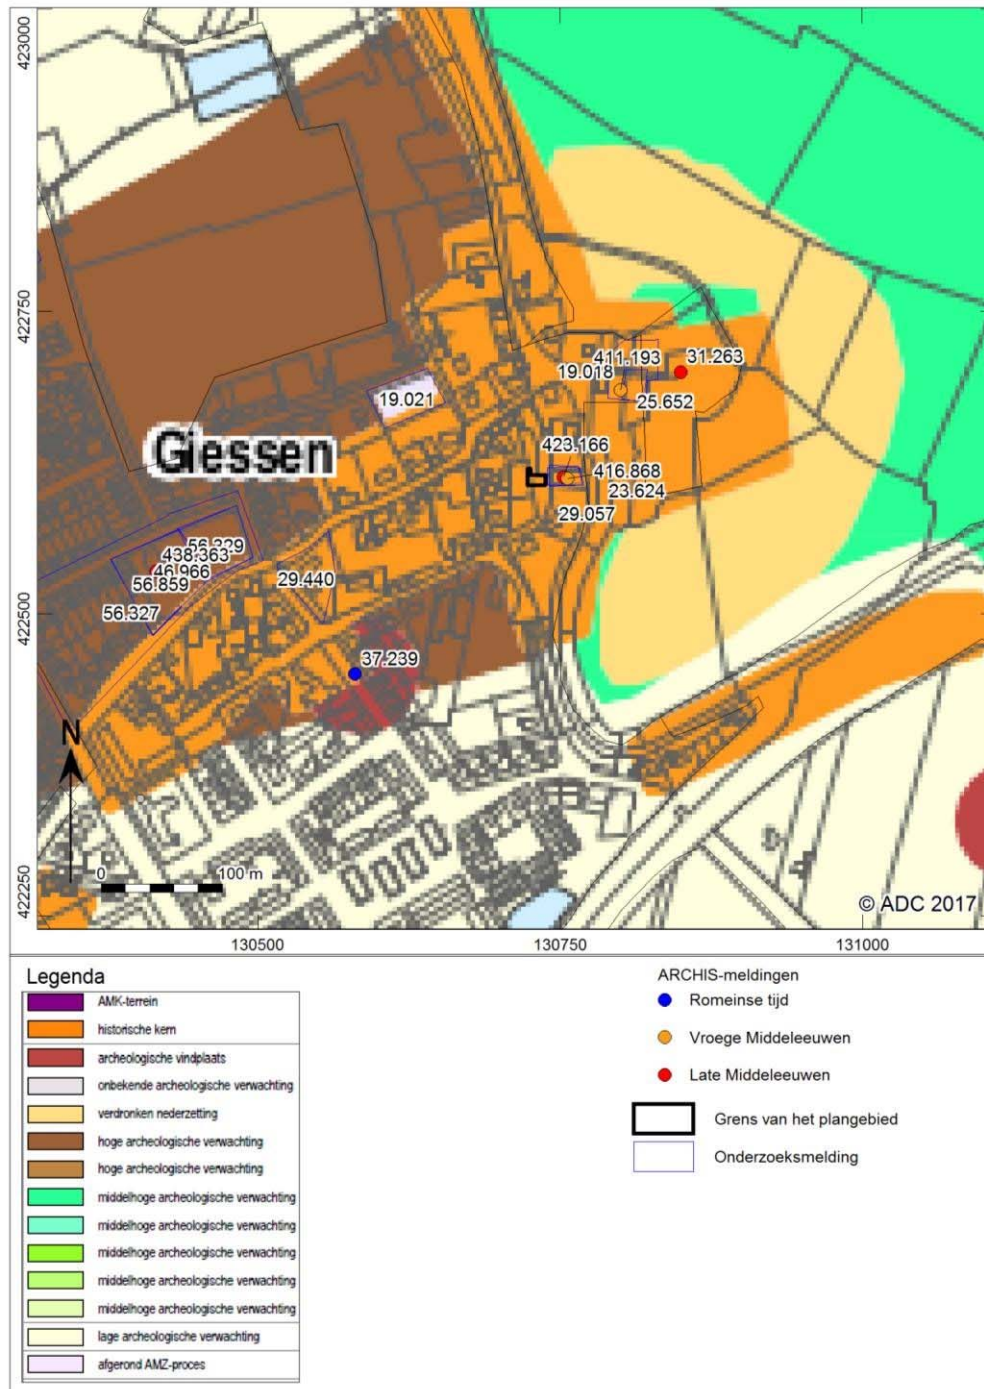 423000
422750
422500
422250
411.193
31.263
19.018
19.021
25.652
Giessen
423.166
416.868
23.624
29.057
56.329
438.363
46.966
56.859
29.440
56.327
37.239
N
0
100 m
© ADC 2017
130500
130750
131000
Legenda
AMK-terrein
historische kern
archeologische vindplaats
onbekende archeologische verwachting
verdronken nederzetting
hoge archeologische verwachting
hoge archeologische verwachting
middelhoge archeologische verwachting
middelhoge archeologische verwachting
middelhoge archeologische verwachting
middelhoge archeologische verwachting
middelhoge archeologische verwachting
lage archeologische verwachting
afgerond AMZ-proces
ARCHIS-meldingen
Romeinse tijd
Vroege Middeleeuwen
Late Middeleeuwen
Grens van het plangebied
Onderzoeksmelding